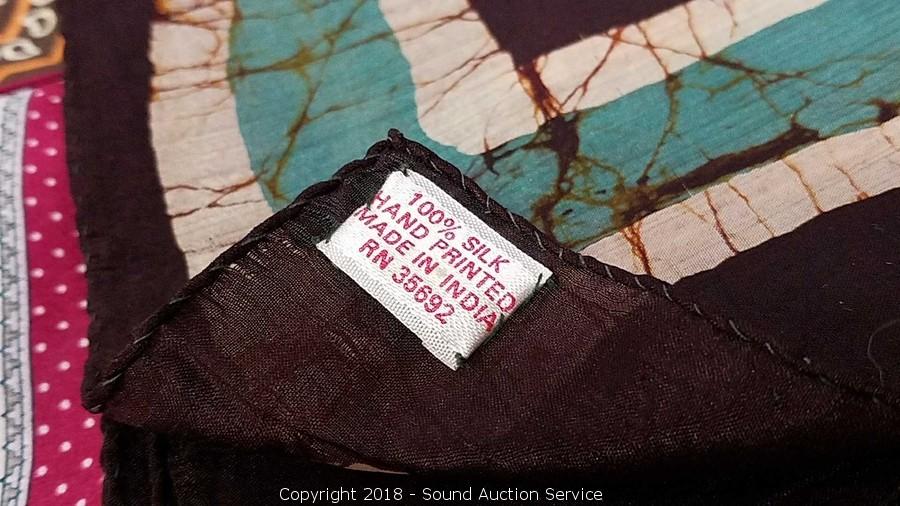 100% SILK
HAND PRINTED
MADE IN INDIA
RN 35692
Copyright 2018 - Sound Auction Service